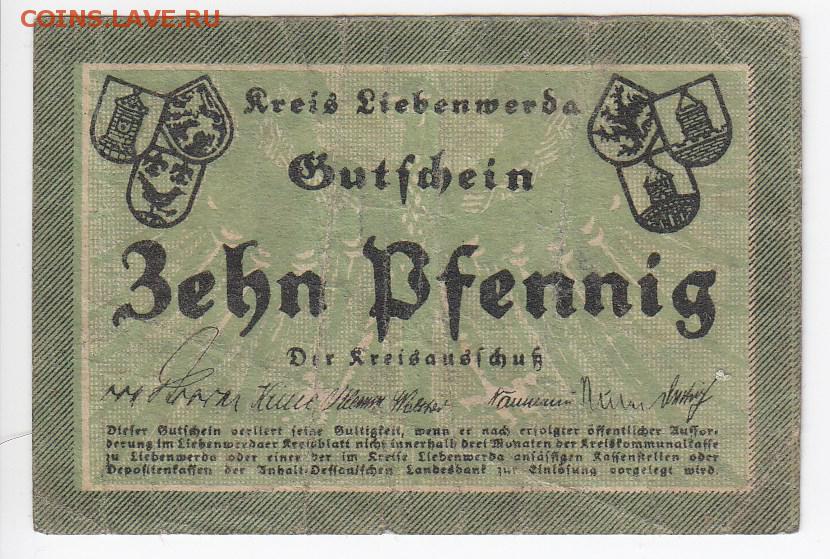 COINS.LAVE.RU
Kreis Liebenwerda
Gutschein
Zehn Pfennig
Der Kreisausschuß
Naumann
Dieser Gutschein verliert seine Gültigkeit, wenn er nach erfolgter öffentlicherAuffor-
derung im Liebenwerdaer Kreisblatt nicht innerhalb drei Monaten der Kreiskommunalkasse
zu Liebenwerda oder einer der im Kreise Liebenwerda ansässigen Kassenstellen oder
Depositenkassen der Anhalt-Dessauischen Landesbank zur Einlösung vorgelegt wird.